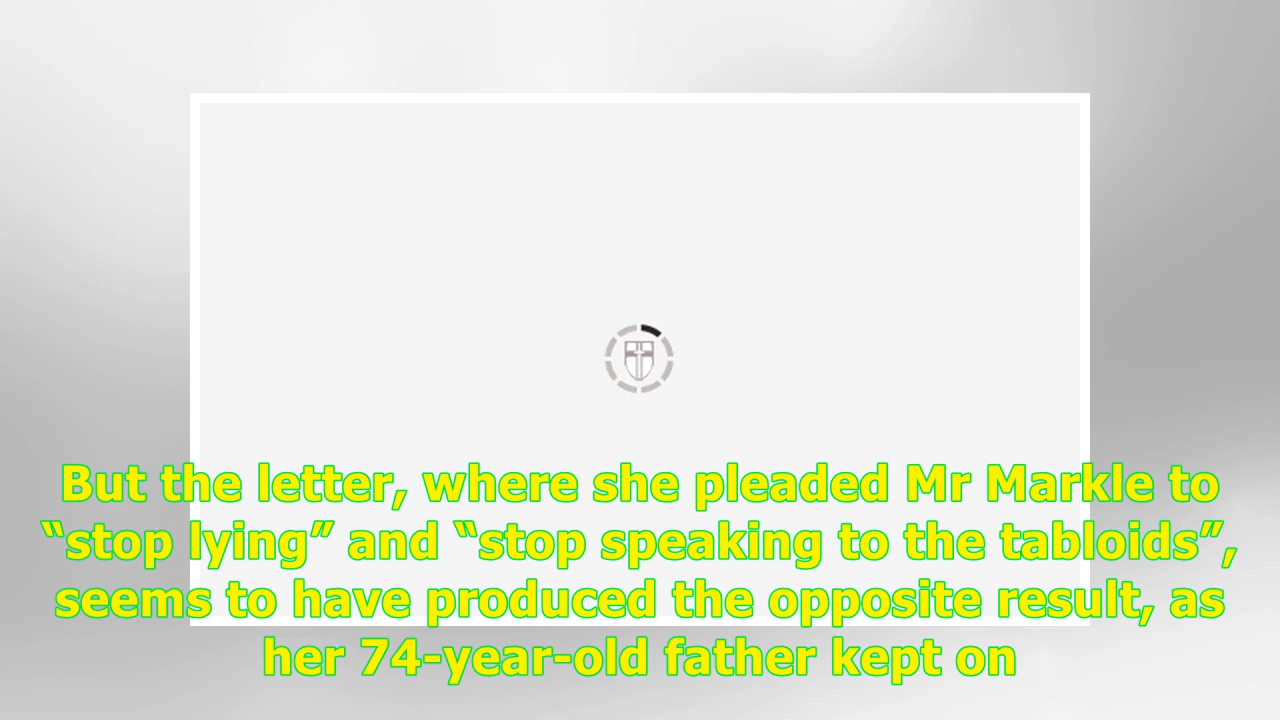 But the letter, where she pleaded Mr Markle to
“stop lying” and “stop speaking to the tabloids”,
seems to have produced the opposite result, as
her 74-year-old father kept on